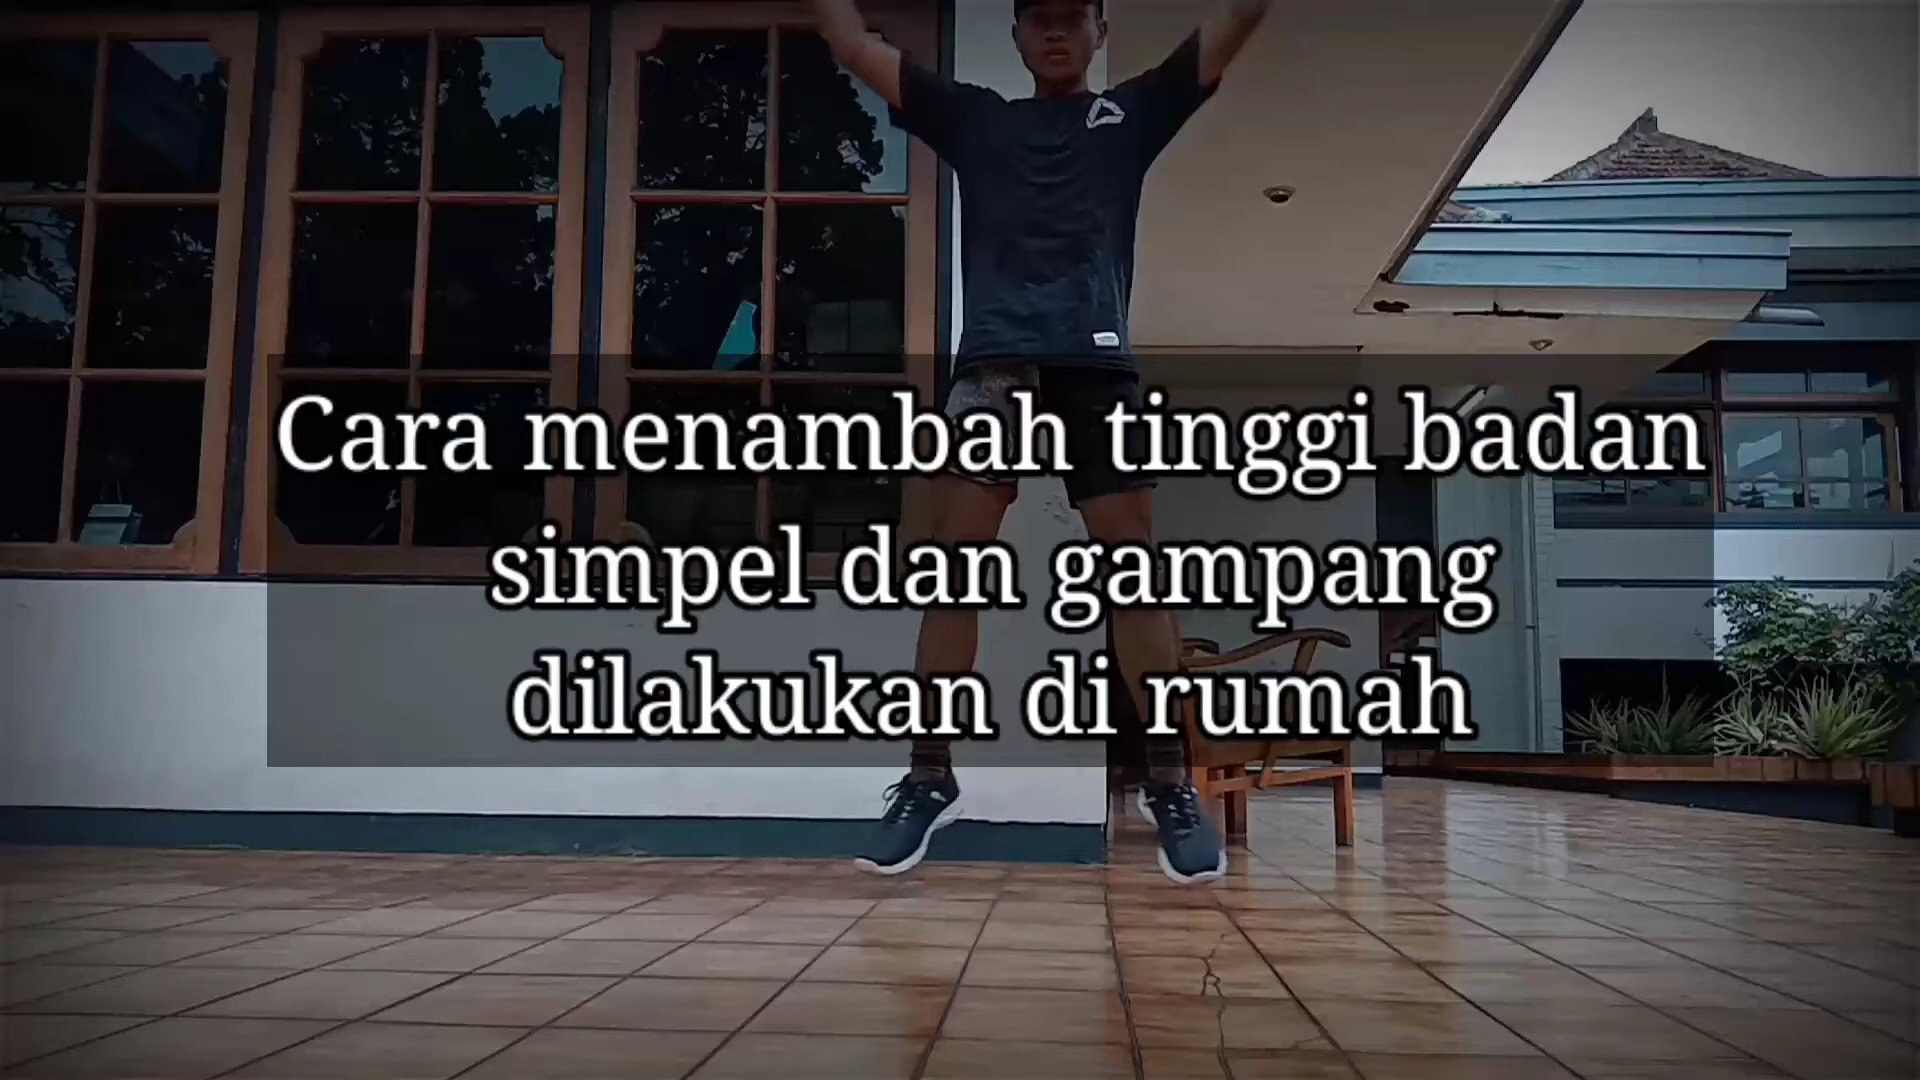 Cara menambah tinggi badan
simpel dan gampang
dilakukan di rumah